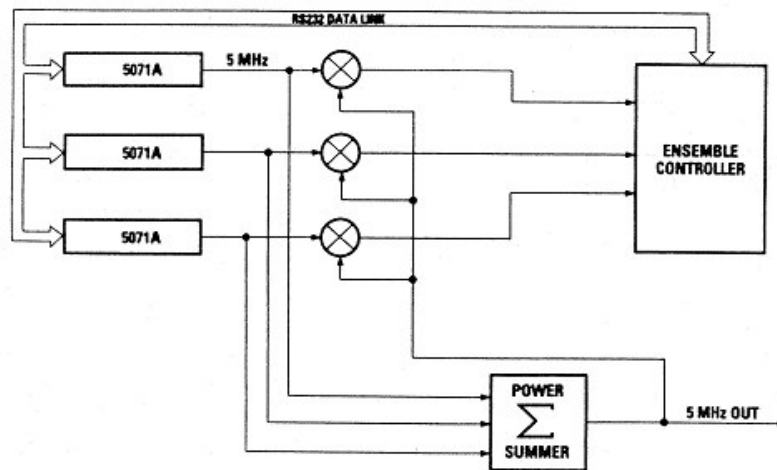 RS232 DATA LINK
5071A
5 MHz
5071A
5071A
ENSEMBLE
CONTROLLER
POWER
Σ
SUMMER
5 MHz OUT